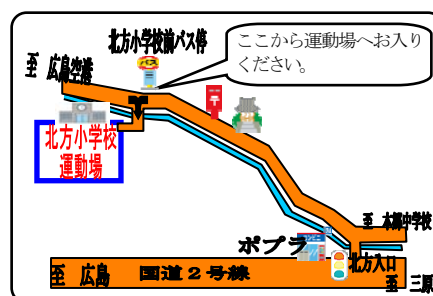 北方小学校前バス停
ここから運動場へお入り
ください。
至 広島空港
バス
〒
北方小学校
運動場
至 本郷中学校
ポプラ
北方入口
至 広島
国道２号線
至 三原